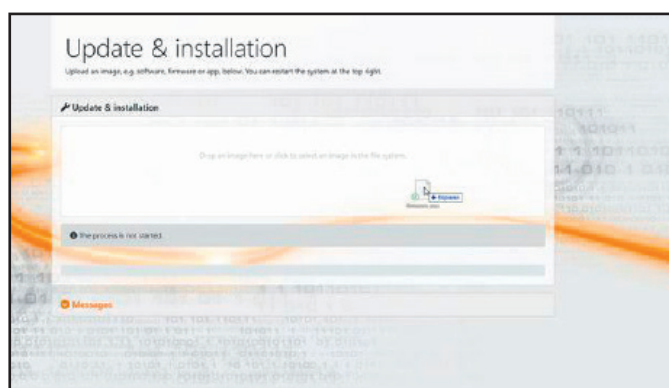 Update & installation
Upload an image, e.g. software, firmware or app, below. You can restart the system at the top right.
Update & installation
Drop an image here or click to select an image in the file system.
The process is not started.
Messages